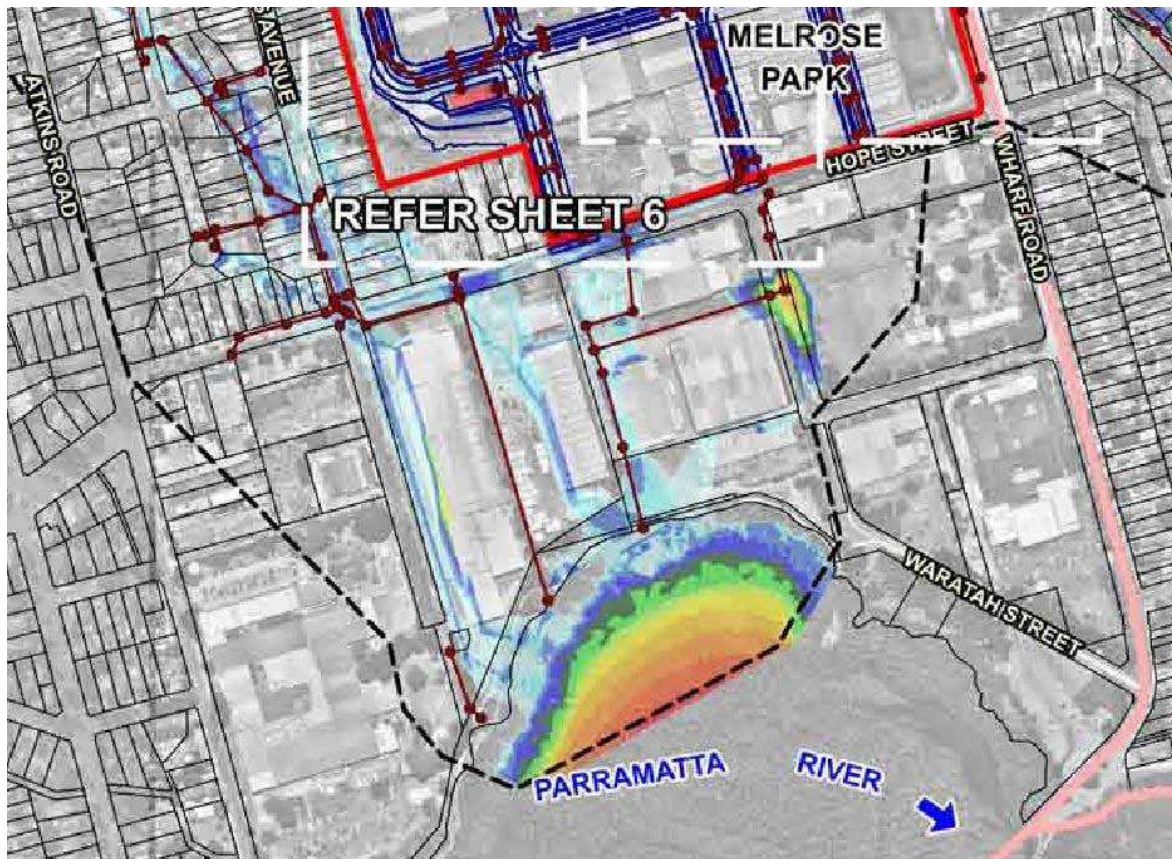 MELROSE
PARK
ATKINS ROAD
AVENUE
HOPE STREET
WHARF ROAD
REFER SHEET 6
WARATAH STREET
PARRAMATTA RIVER